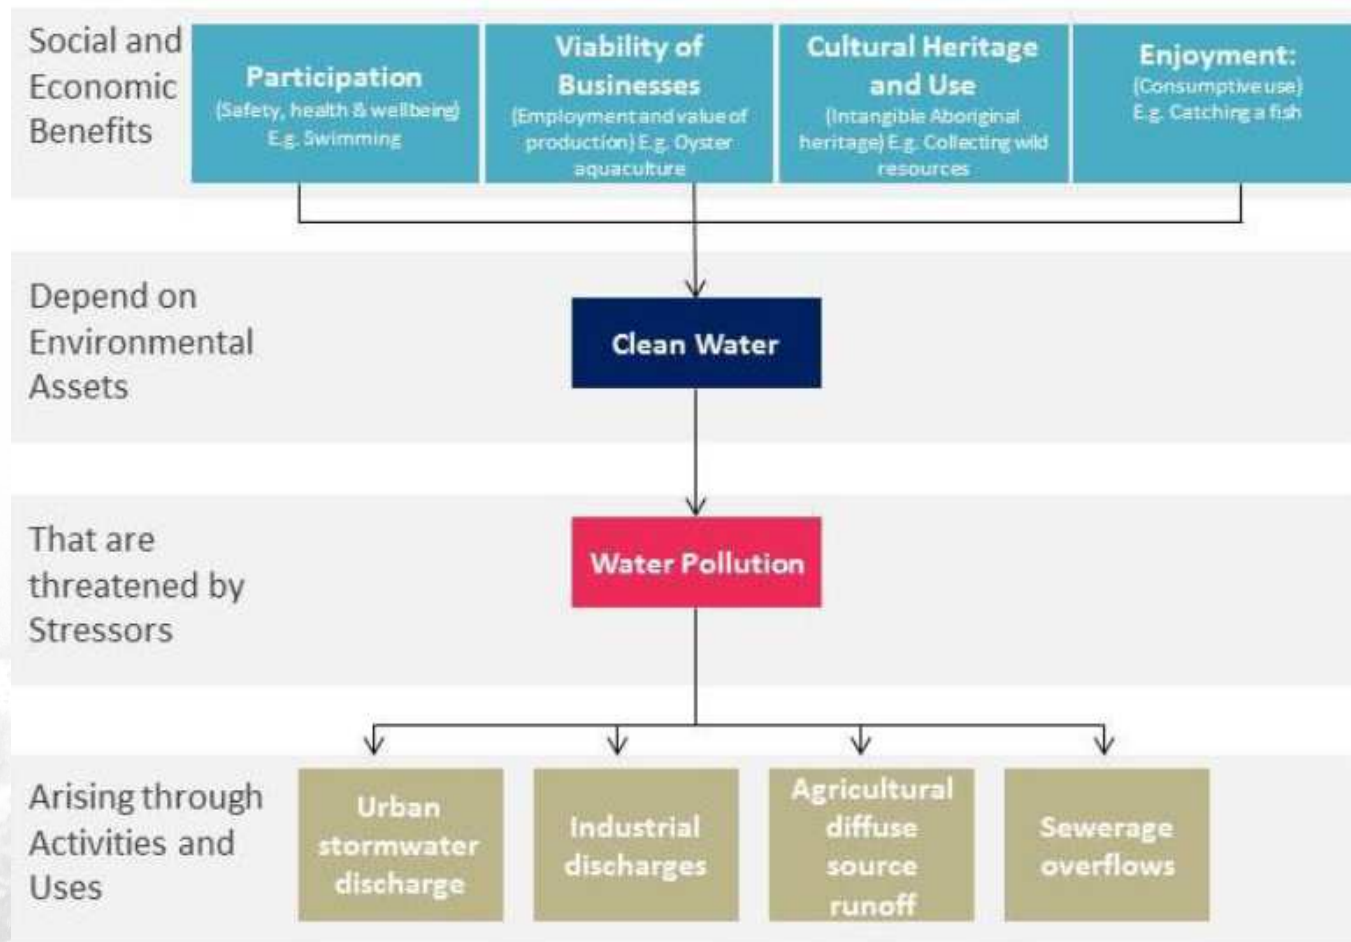 Social and
Economic
Benefits
Participation
(Safety, health & wellbeing)
E.g. Swimming
Viability of
Businesses
(Employment and value of
production) E.g. Oyster
aquaculture
Cultural Heritage
and Use
(Intangible Aboriginal
heritage) E.g. Collecting wild
resources
Enjoyment:
(Consumptive use)
E.g. Catching a fish
Depend on
Environmental
Assets
Clean Water
That are
threatened by
Stressors
Water Pollution
Arising through
Activities and
Uses
Urban
stormwater
discharge
Industrial
discharges
Agricultural
diffuse
source
runoff
Sewerage
overflows